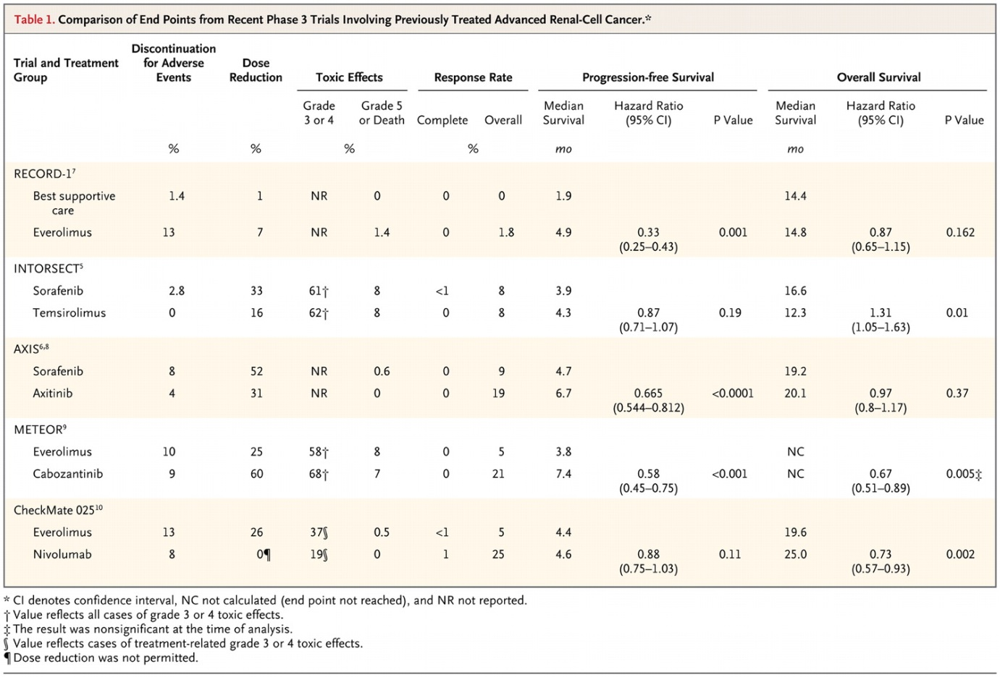 Table 1. Comparison of End Points from Recent Phase 3 Trials Involving Previously Treated Advanced Renal-Cell Cancer.*
Trial and Treatment Group Discontinuation for Adverse Events Dose Reduction Toxic Effects Response Rate Progression-free Survival Overall Survival
Grade 3 or 4 Grade 5 or Death Complete Overall Median Survival Hazard Ratio (95% CI) P Value Median Survival Hazard Ratio (95% CI) P Value
% % % % mo mo
RECORD-1⁷
Best supportive care 1.4 1 NR 0 0 0 1.9 14.4
Everolimus 13 7 NR 1.4 0 1.8 4.9 0.33 (0.25–0.43) 0.001 14.8 0.87 (0.65–1.15) 0.162
INTORSECT⁵
Sorafenib 2.8 33 61† 8 <1 8 3.9 16.6
Temsirolimus 0 16 62† 8 0 8 4.3 0.87 (0.71–1.07) 0.19 12.3 1.31 (1.05–1.63) 0.01
AXIS⁶,⁸
Sorafenib 8 52 NR 0.6 0 9 4.7 19.2
Axitinib 4 31 NR 0 0 19 6.7 0.665 (0.544–0.812) <0.0001 20.1 0.97 (0.8–1.17) 0.37
METEOR⁹
Everolimus 10 25 58† 8 0 5 3.8 NC
Cabozantinib 9 60 68† 7 0 21 7.4 0.58 (0.45–0.75) <0.001 NC 0.67 (0.51–0.89) 0.005‡
CheckMate 025¹⁰
Everolimus 13 26 37§ 0.5 <1 5 4.4 19.6
Nivolumab 8 0¶ 19§ 0 1 25 4.6 0.88 (0.75–1.03) 0.11 25.0 0.73 (0.57–0.93) 0.002
* CI denotes confidence interval, NC not calculated (end point not reached), and NR not reported.
† Value reflects all cases of grade 3 or 4 toxic effects.
‡ The result was nonsignificant at the time of analysis.
§ Value reflects cases of treatment-related grade 3 or 4 toxic effects.
¶ Dose reduction was not permitted.